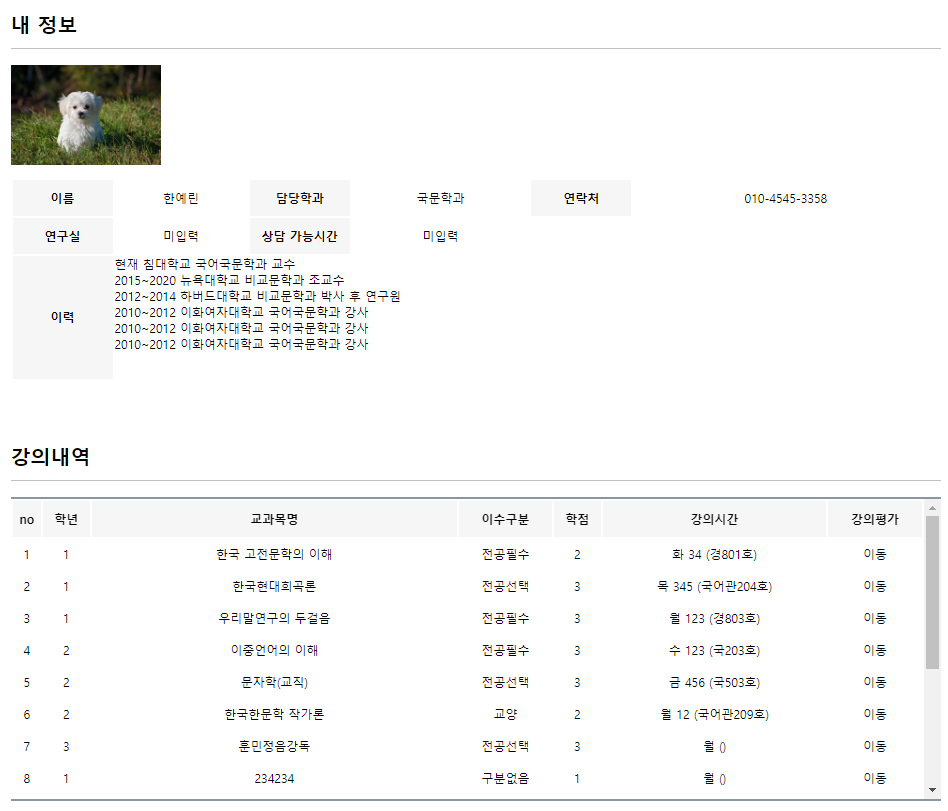 내 정보
이름 한예린 담당학과 국문학과 연락처 010-4545-3358
연구실 미입력 상담 가능시간 미입력
이력
현재 침대학교 국어국문학과 교수
2015~2020 뉴욕대학교 비교문학과 조교수
2012~2014 하버드대학교 비교문학과 박사 후 연구원
2010~2012 이화여자대학교 국어국문학과 강사
2010~2012 이화여자대학교 국어국문학과 강사
2010~2012 이화여자대학교 국어국문학과 강사
강의내역
no 학년 교과목명 이수구분 학점 강의시간 강의평가
1 1 한국 고전문학의 이해 전공필수 2 화 34 (경801호) 이동
2 1 한국현대희곡론 전공선택 3 목 345 (국어관204호) 이동
3 1 우리말연구의 두걸음 전공필수 3 월 123 (경803호) 이동
4 2 이중언어의 이해 전공필수 3 수 123 (국203호) 이동
5 2 문자학(교직) 전공선택 3 금 456 (국503호) 이동
6 2 한국한문학 작가론 교양 2 월 12 (국어관209호) 이동
7 3 훈민정음강독 전공선택 3 월 () 이동
8 1 234234 구분없음 1 월 () 이동